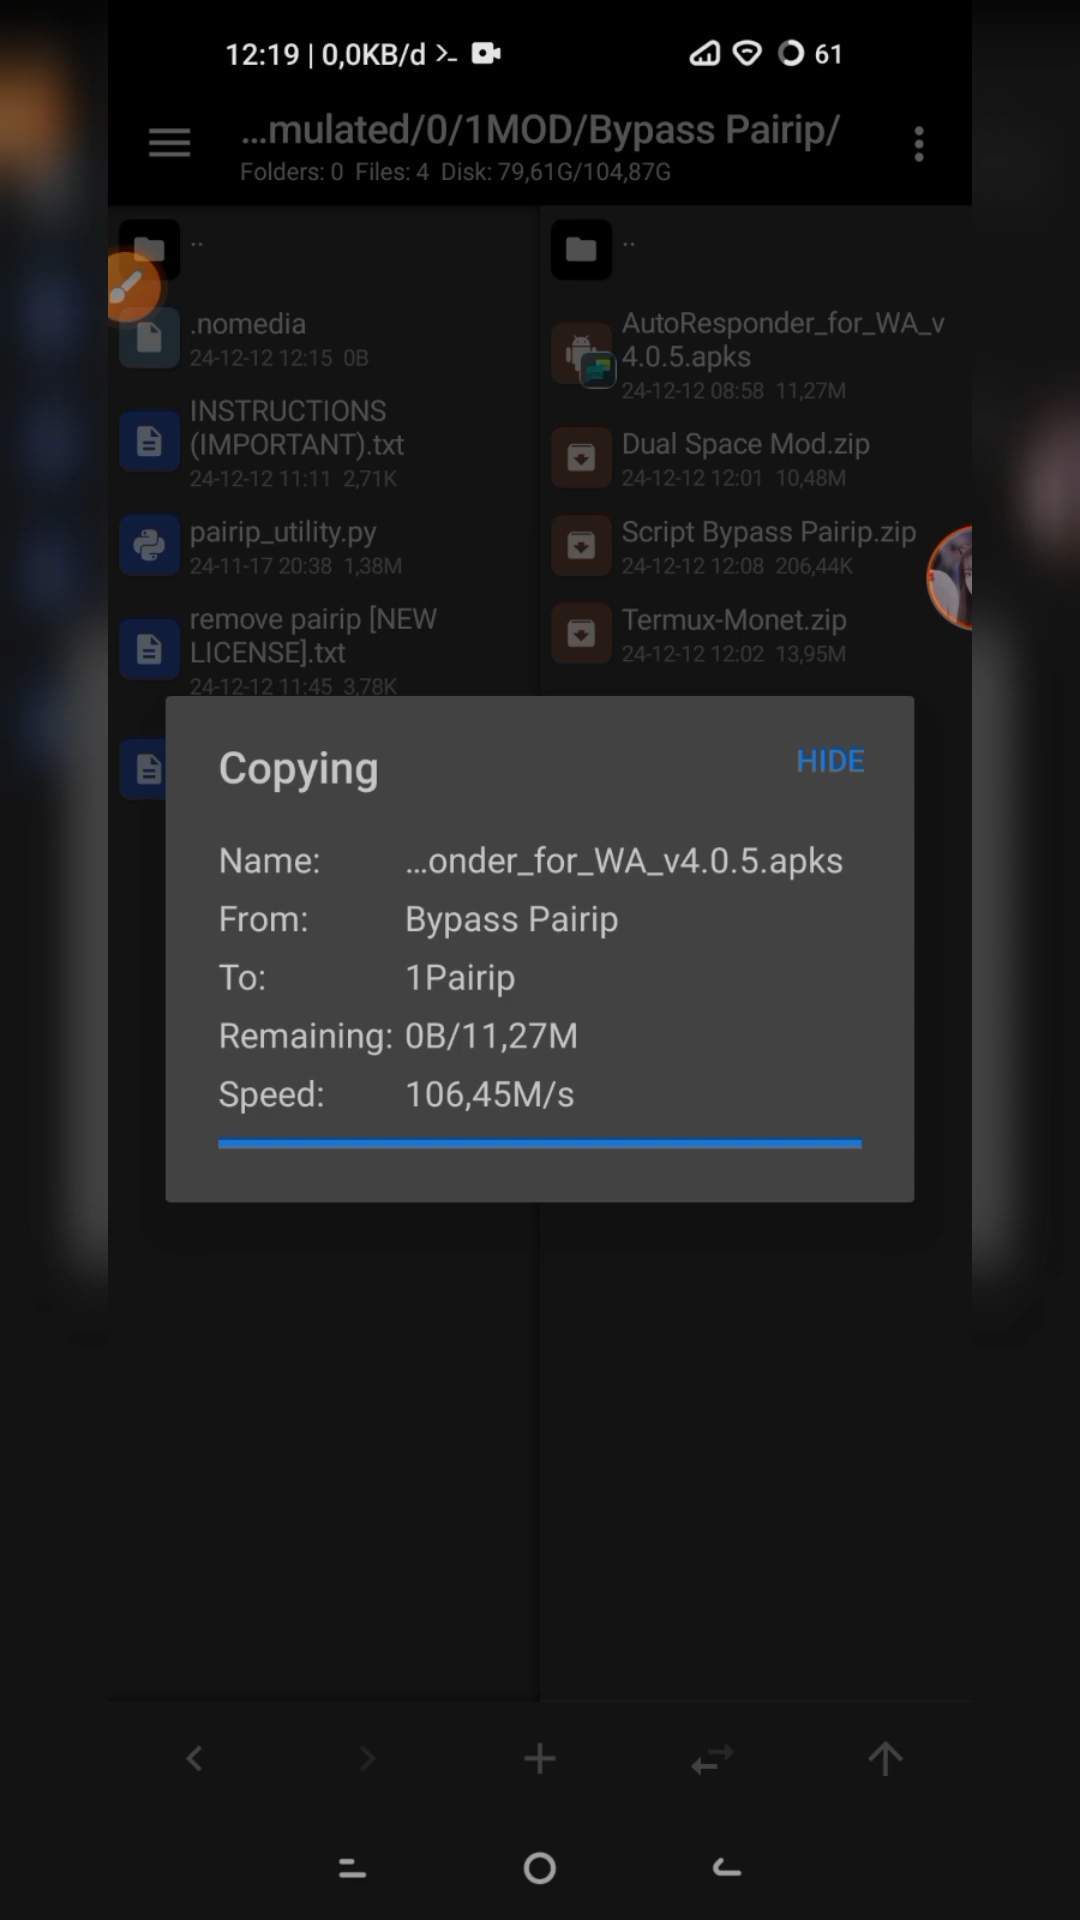 12:19 | 0,0KB/d >_ 61
...mulated/0/1MOD/Bypass Pairip/
Folders: 0 Files: 4 Disk: 79,61G/104,87G
..
.nomedia
24-12-12 12:15 0B
INSTRUCTIONS
(IMPORTANT).txt
24-12-12 11:11 2,71K
pairip_utility.py
24-11-17 20:38 1,38M
remove pairip [NEW
LICENSE].txt
24-12-12 11:45 3,78K
..
AutoResponder_for_WA_v
4.0.5.apks
24-12-12 08:58 11,27M
Dual Space Mod.zip
24-12-12 12:01 10,48M
Script Bypass Pairip.zip
24-12-12 12:08 206,44K
Termux-Monet.zip
24-12-12 12:02 13,95M
Copying
HIDE
Name: ...onder_for_WA_v4.0.5.apks
From: Bypass Pairip
To: 1Pairip
Remaining: 0B/11,27M
Speed: 106,45M/s